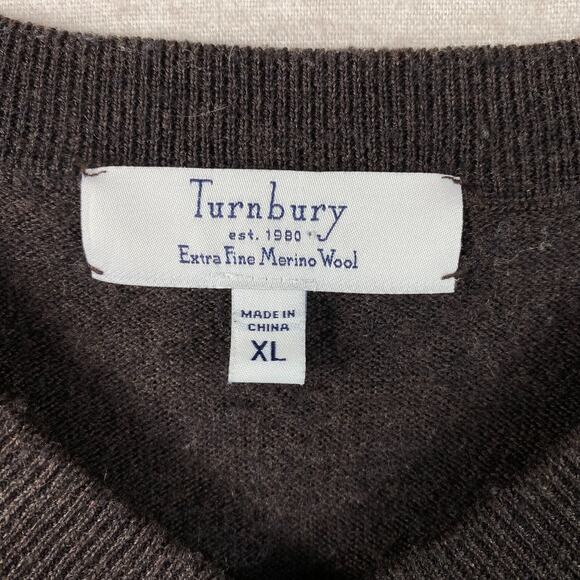 Turnbury
est. 1980
Extra Fine Merino Wool
MADE IN
CHINA
XL